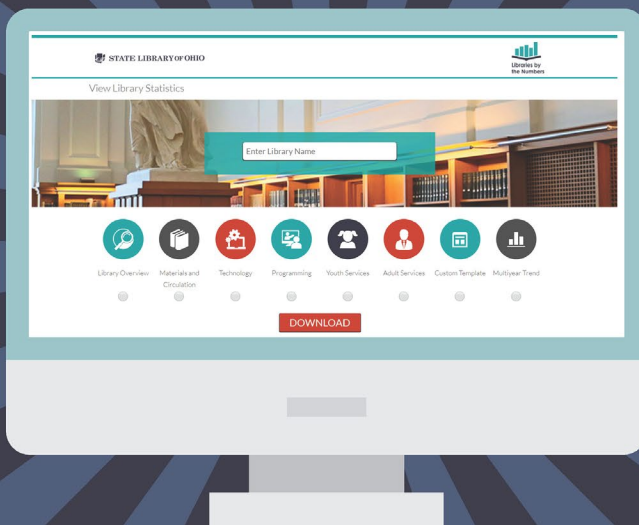 STATE LIBRARY OF OHIO
Libraries by
the Numbers
View Library Statistics
Enter Library Name
Library Overview
Materials and
Circulation
Technology
Programming
Youth Services
Adult Services
Custom Template
Multiyear Trend
DOWNLOAD